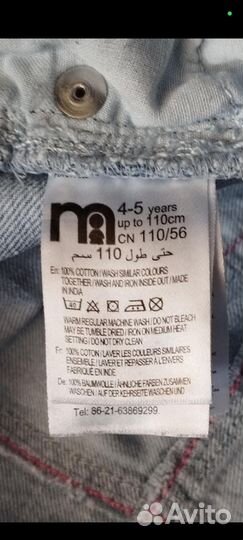 m
4-5 years
up to 110cm
CN 110/56
حتى طول 110 سم
En: 100% COTTON / WASH SIMILAR COLOURS
TOGETHER / WASH AND IRON INSIDE OUT / MADE
IN INDIA
40
WARM REGULAR MACHINE WASH / DO NOT BLEACH
MAY BE TUMBLE DRIED / IRON ON MEDIUM HEAT
SETTING / DO NOT DRY CLEAN
Fr: 100% COTON / LAVER LES COULEURS SIMILAIRES
ENSEMBLE / LAVER ET REPASSER À L'ENVERS
FABRIQUÉ EN INDE
De: 100% BAUMWOLLE / ÄHNLICHE FARBEN ZUSAMMEN
WASCHEN / AUF DER KEHRSEITE WASCHEN UND
Tel: 86-21-63869299
Avito